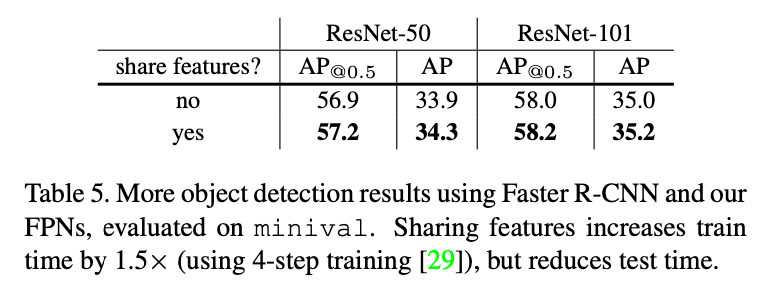 ResNet-50 ResNet-101
share features? AP@0.5 AP AP@0.5 AP
no 56.9 33.9 58.0 35.0
yes 57.2 34.3 58.2 35.2
Table 5. More object detection results using Faster R-CNN and our
FPNs, evaluated on minival. Sharing features increases train
time by 1.5× (using 4-step training [29]), but reduces test time.